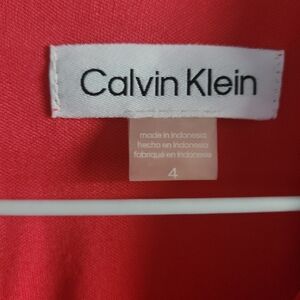 Calvin Klein
made in Indonesia
hecho en Indonesia
fabriqué en Indonésie
4